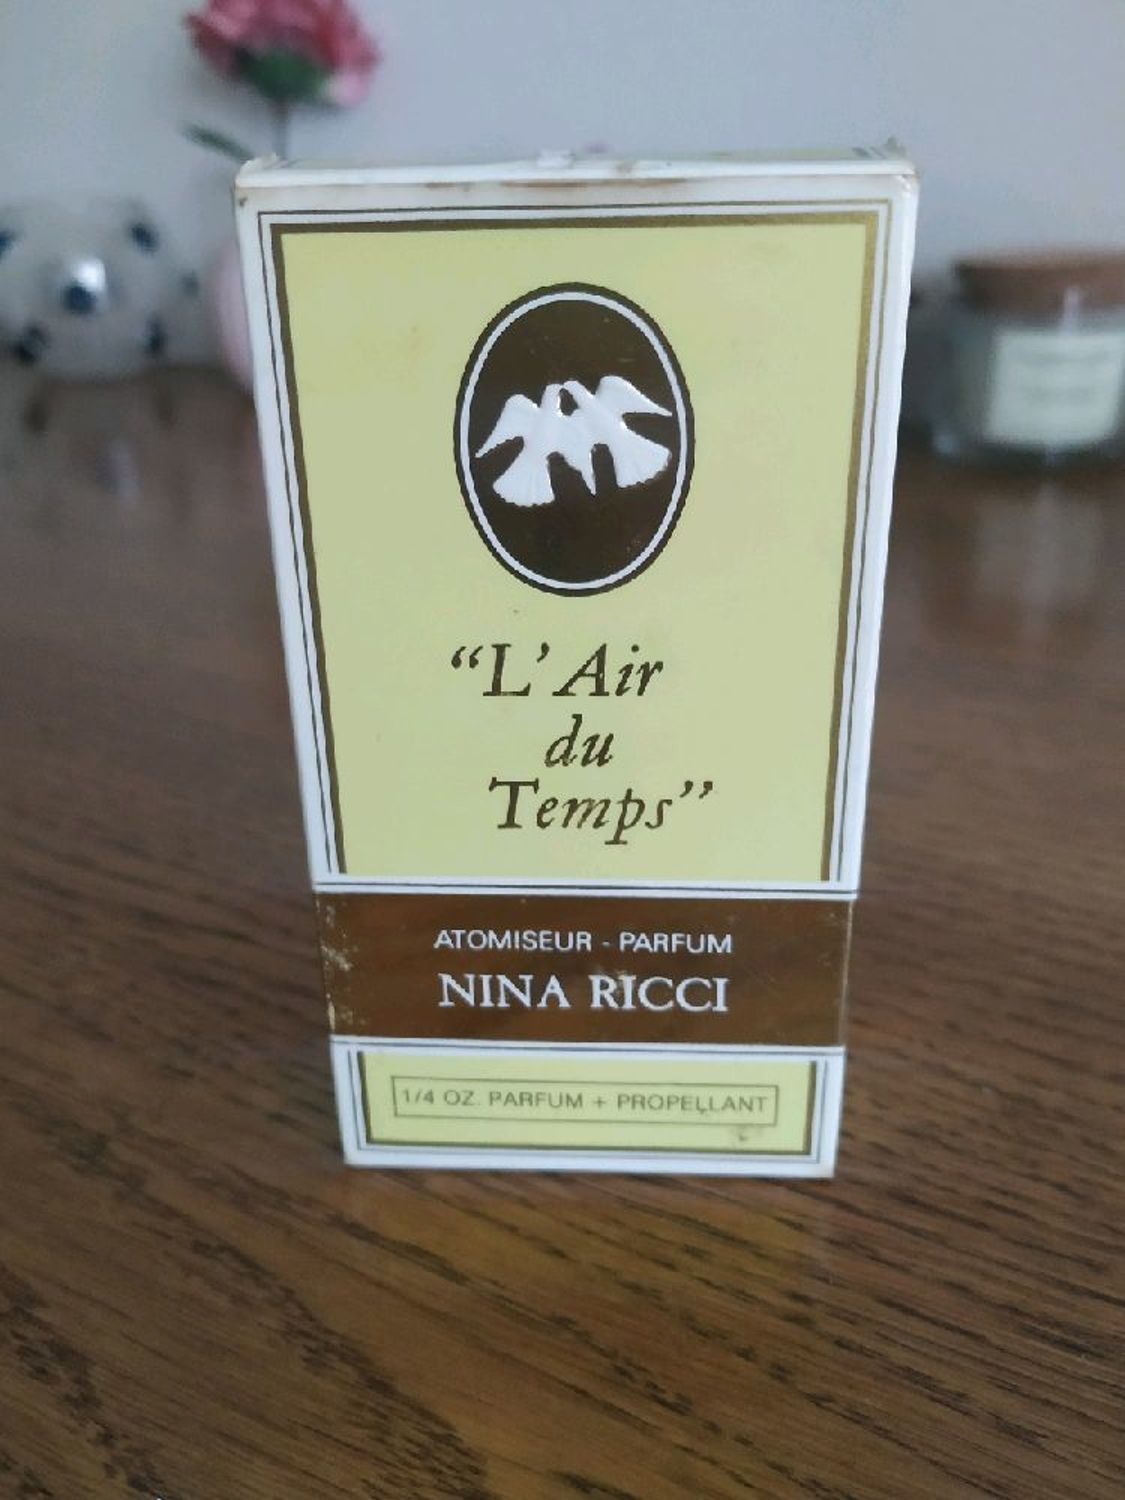 “L’ Air
du
Temps”
ATOMISEUR - PARFUM
NINA RICCI
1/4 OZ. PARFUM + PROPELLANT